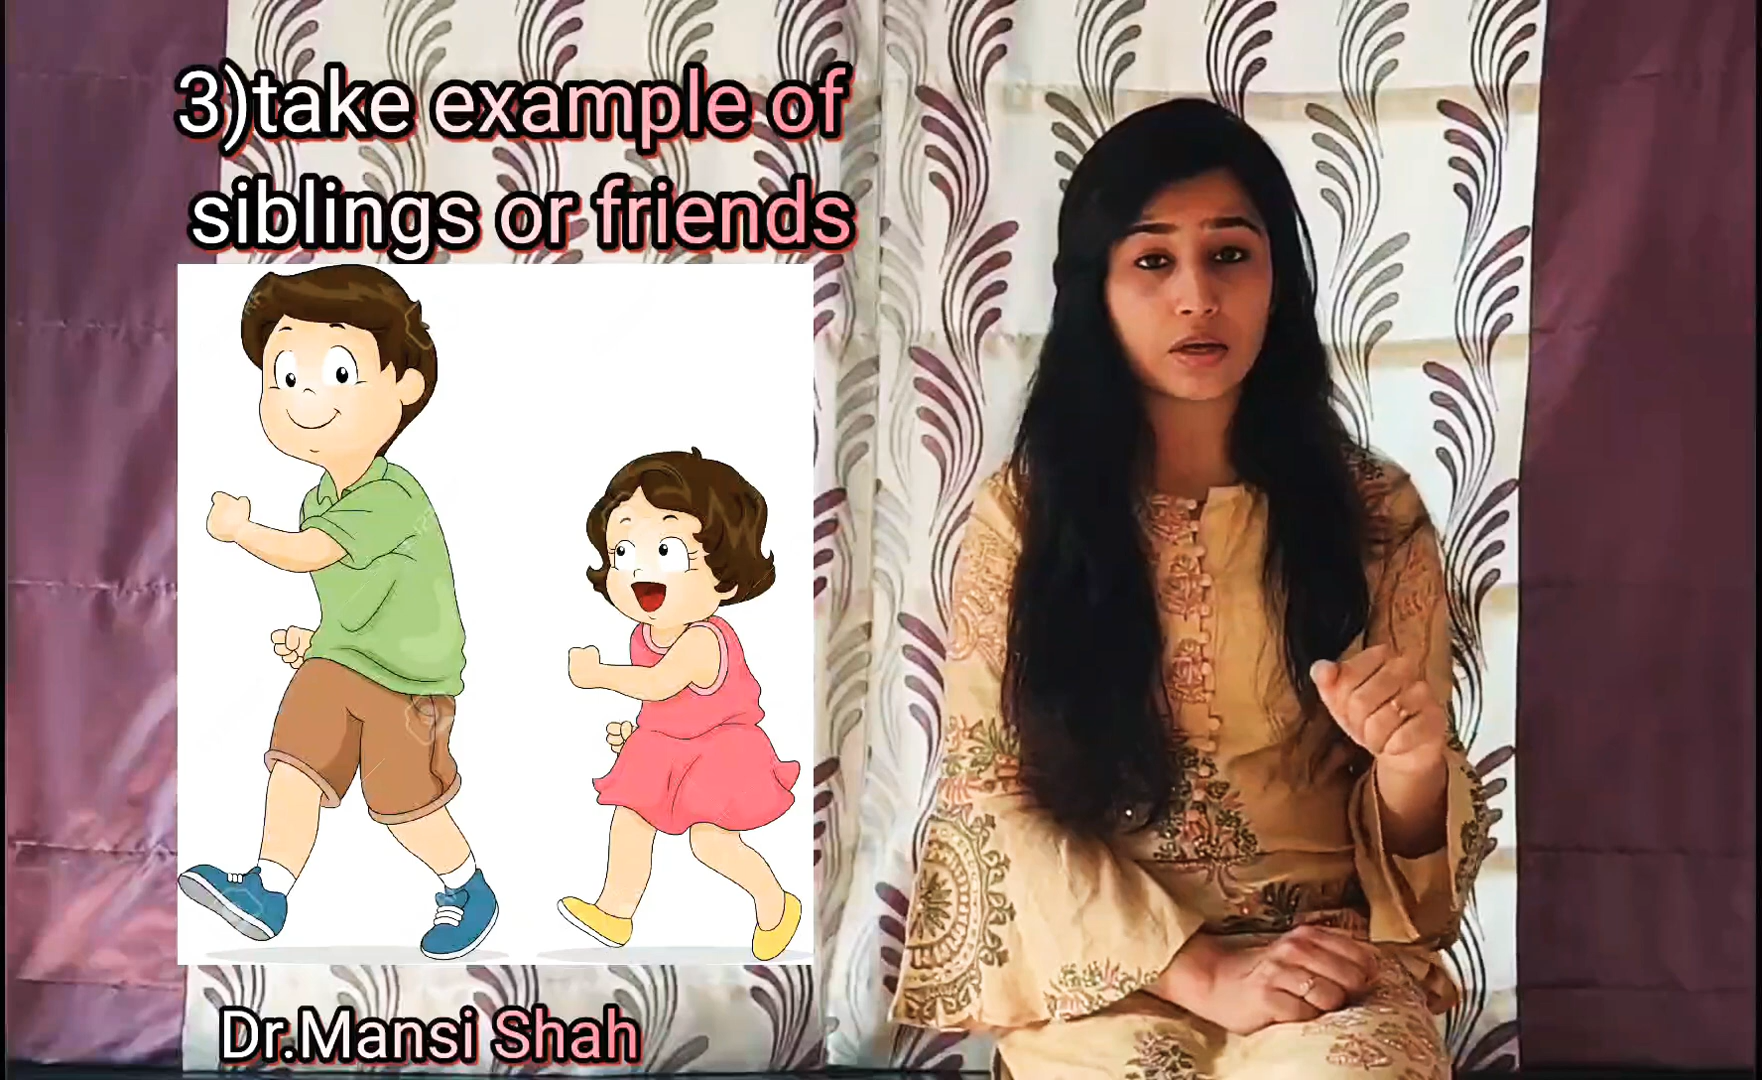 3)take example of
siblings or friends
Dr.Mansi Shah